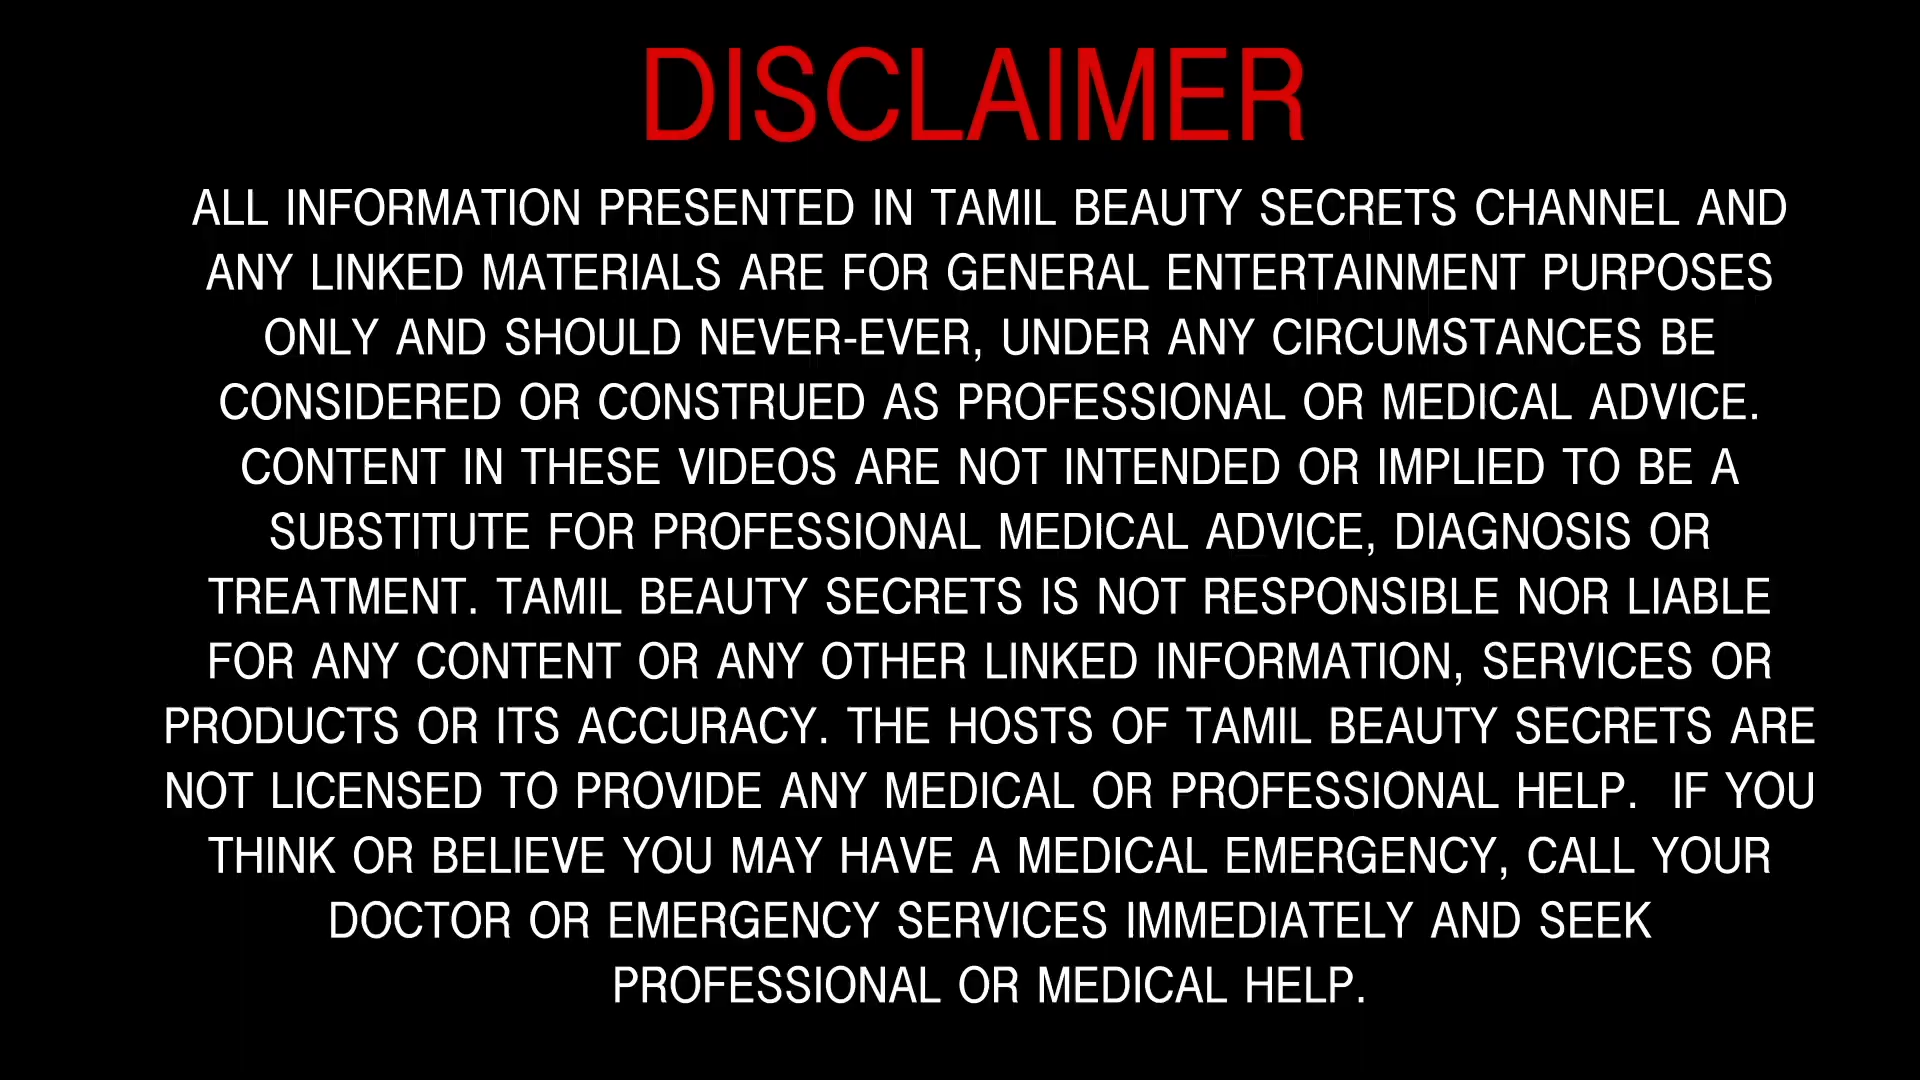 DISCLAIMER
ALL INFORMATION PRESENTED IN TAMIL BEAUTY SECRETS CHANNEL AND
ANY LINKED MATERIALS ARE FOR GENERAL ENTERTAINMENT PURPOSES
ONLY AND SHOULD NEVER-EVER, UNDER ANY CIRCUMSTANCES BE
CONSIDERED OR CONSTRUED AS PROFESSIONAL OR MEDICAL ADVICE.
CONTENT IN THESE VIDEOS ARE NOT INTENDED OR IMPLIED TO BE A
SUBSTITUTE FOR PROFESSIONAL MEDICAL ADVICE, DIAGNOSIS OR
TREATMENT. TAMIL BEAUTY SECRETS IS NOT RESPONSIBLE NOR LIABLE
FOR ANY CONTENT OR ANY OTHER LINKED INFORMATION, SERVICES OR
PRODUCTS OR ITS ACCURACY. THE HOSTS OF TAMIL BEAUTY SECRETS ARE
NOT LICENSED TO PROVIDE ANY MEDICAL OR PROFESSIONAL HELP.  IF YOU
THINK OR BELIEVE YOU MAY HAVE A MEDICAL EMERGENCY, CALL YOUR
DOCTOR OR EMERGENCY SERVICES IMMEDIATELY AND SEEK
PROFESSIONAL OR MEDICAL HELP.